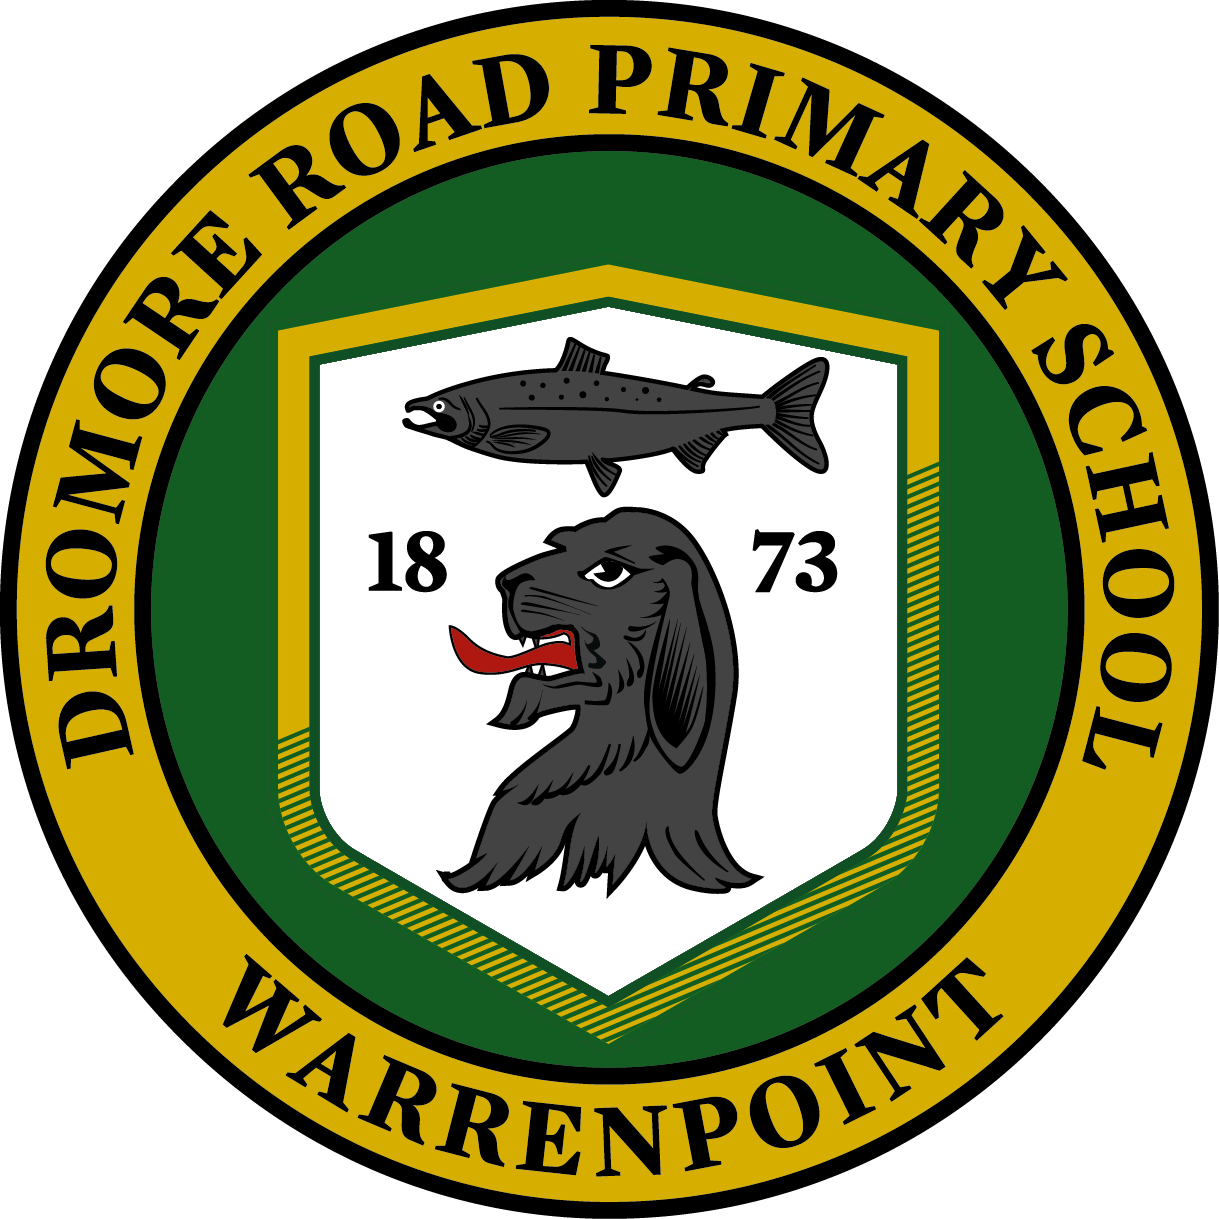 DROMORE ROAD PRIMARY SCHOOL
18 73
WARRENPOINT